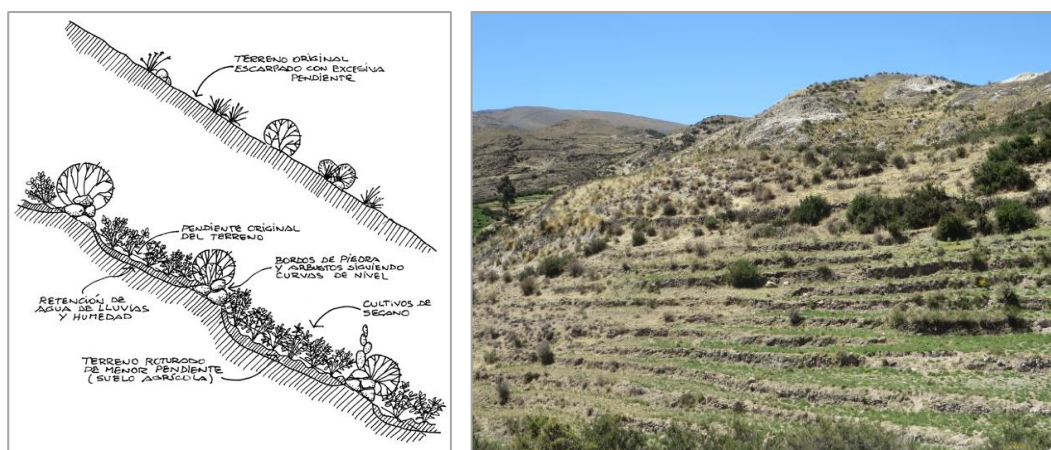 TERRENO ORIGINAL
ESCARPADO CON EXCESIVA
PENDIENTE
PENDIENTE ORIGINAL
DEL TERRENO
BORDOS DE PIEDRA
Y ARBUSTOS SIGUIENDO
CURVAS DE NIVEL
RETENCIÓN DE
AGUA DE LLUVIAS
Y HUMEDAD
CULTIVOS DE
SECANO
TERRENO ROTURADO
DE MENOR PENDIENTE
(SUELO AGRÍCOLA)